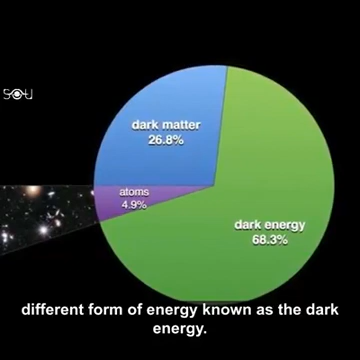 SOU
dark matter
26.8%
atoms
4.9%
dark energy
68.3%
different form of energy known as the dark
energy.